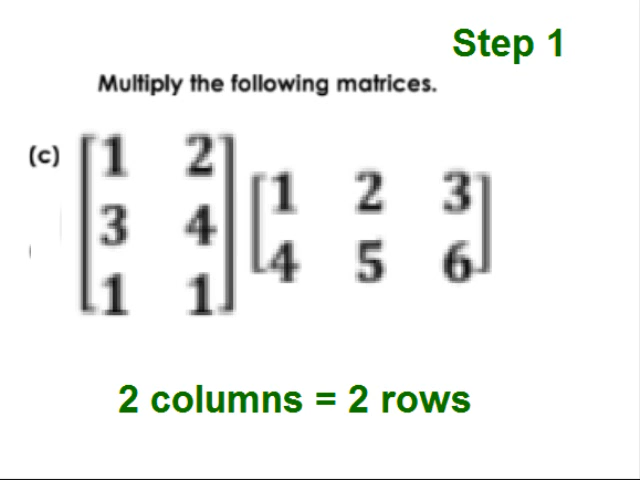 Step 1
Multiply the following matrices.
(c) [1 2] [1 2 3]
[3 4] [4 5 6]
[1 1]
2 columns = 2 rows